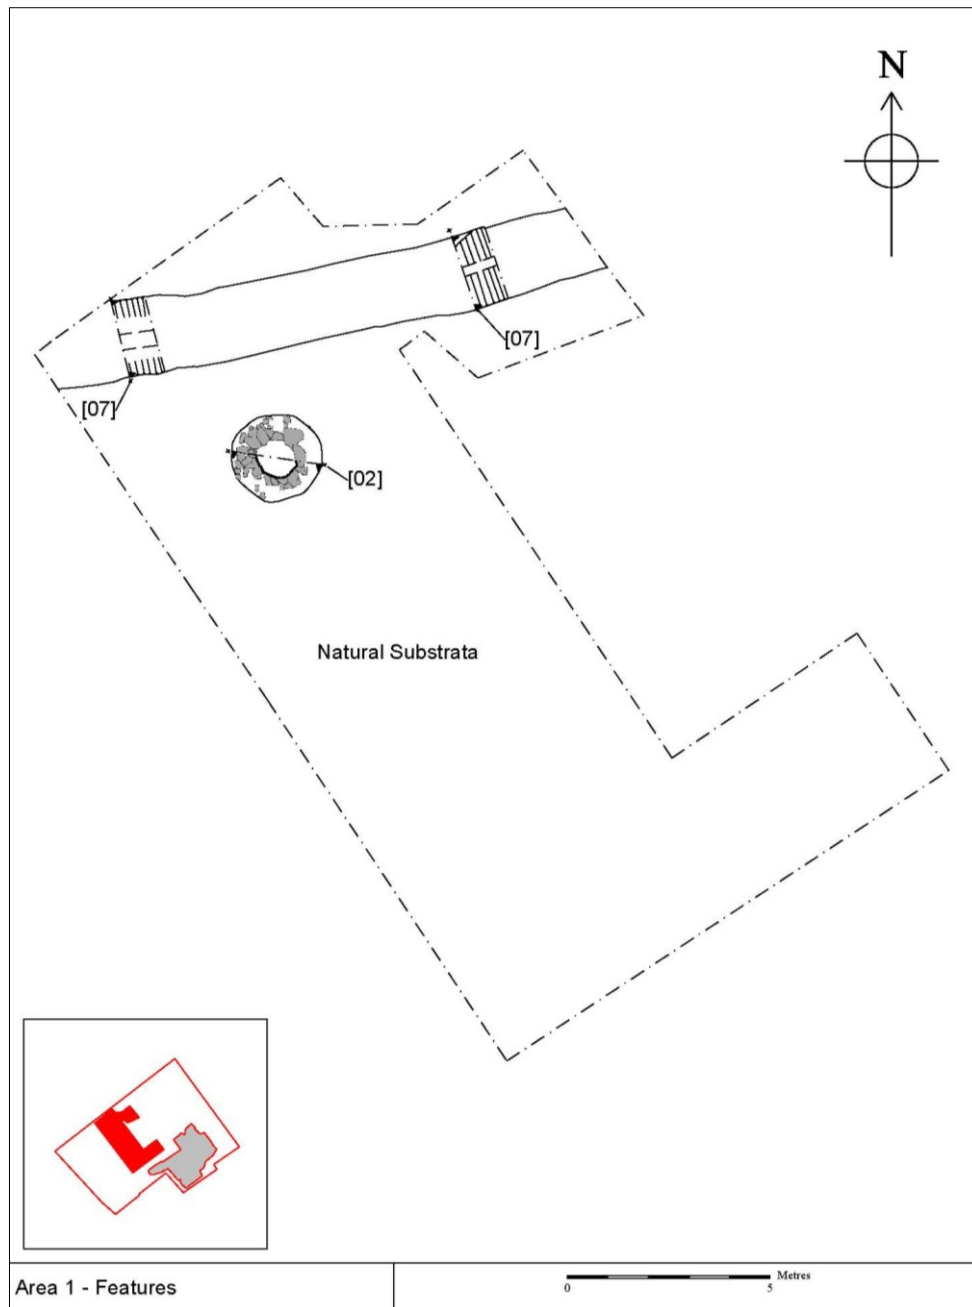 N
[07]
[07]
[02]
Natural Substrata
Area 1 - Features
Metres
0 5